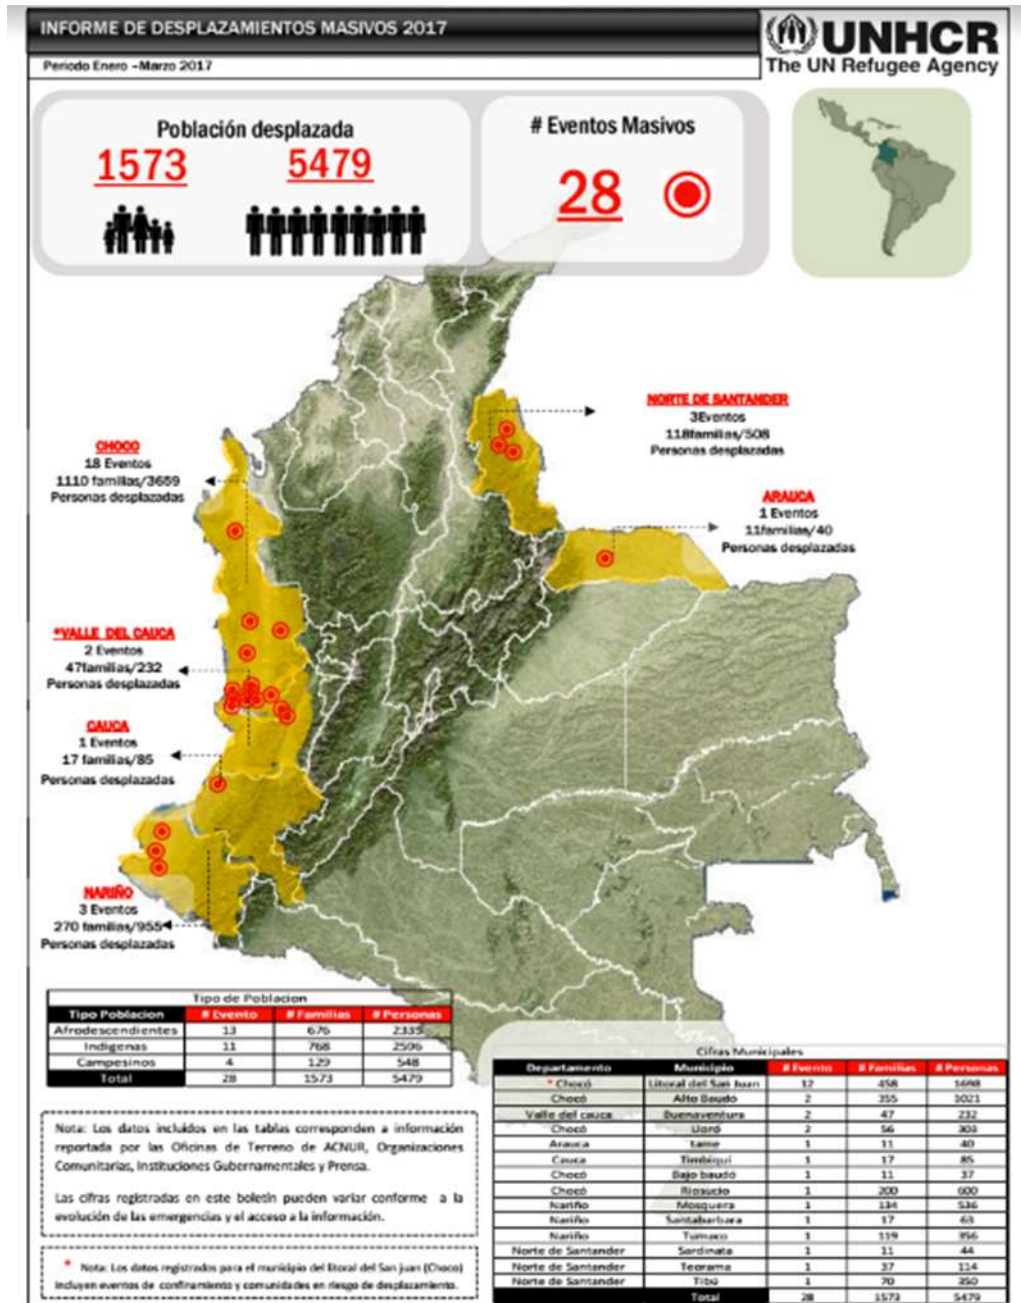 INFORME DE DESPLAZAMIENTOS MASIVOS 2017
UNHCR
The UN Refugee Agency
Periodo Enero –Marzo 2017
Población desplazada
1573 5479
# Eventos Masivos
28
NORTE DE SANTANDER
3Eventos
118familias/508
Personas desplazadas
CHOCO
18 Eventos
1110 familias/3659
Personas desplazadas
ARAUCA
1 Eventos
11familias/40
Personas desplazadas
*VALLE DEL CAUCA
2 Eventos
47familias/232
Personas desplazadas
CAUCA
1 Eventos
17 familias/85
Personas desplazadas
NARIÑO
3 Eventos
270 familias/955
Personas desplazadas
Tipo de Poblacion
Tipo Poblacion # Evento # Familias # Personas
Afrodescendientes 13 676 2335
Indigenas 11 768 2596
Campesinos 4 129 548
Total 28 1573 5479
Nota: Los datos incluidos en las tablas corresponden a información
reportada por las Oficinas de Terreno de ACNUR, Organizaciones
Comunitarias, Instituciones Gubernamentales y Prensa.
Las cifras registradas en este boletin pueden variar conforme a la
evolución de las emergencias y el acceso a la información.
* Nota: Los datos registrados para el municipio del litoral del San juan (Choco)
incluyen eventos de confinamiento y comunidades en riesgo de desplazamiento.
Cifras Municipales
Departamento Municipio # Evento # Familias # Personas
* Chocó Litoral del San Juan 12 458 1698
Chocó Alto Baudo 2 355 1021
Valle del cauca Buenaventura 2 47 232
Chocó Lloró 2 56 303
Arauca tame 1 11 40
Cauca Timbiqui 1 17 85
Chocó Bajo baudó 1 11 37
Chocó Riosucio 1 200 600
Nariño Mosquera 1 134 536
Nariño Santabarbara 1 17 63
Nariño Tumaco 1 119 356
Norte de Santander Sardinata 1 11 44
Norte de Santander Teorama 1 37 114
Norte de Santander Tibú 1 70 350
Total 28 1573 5479